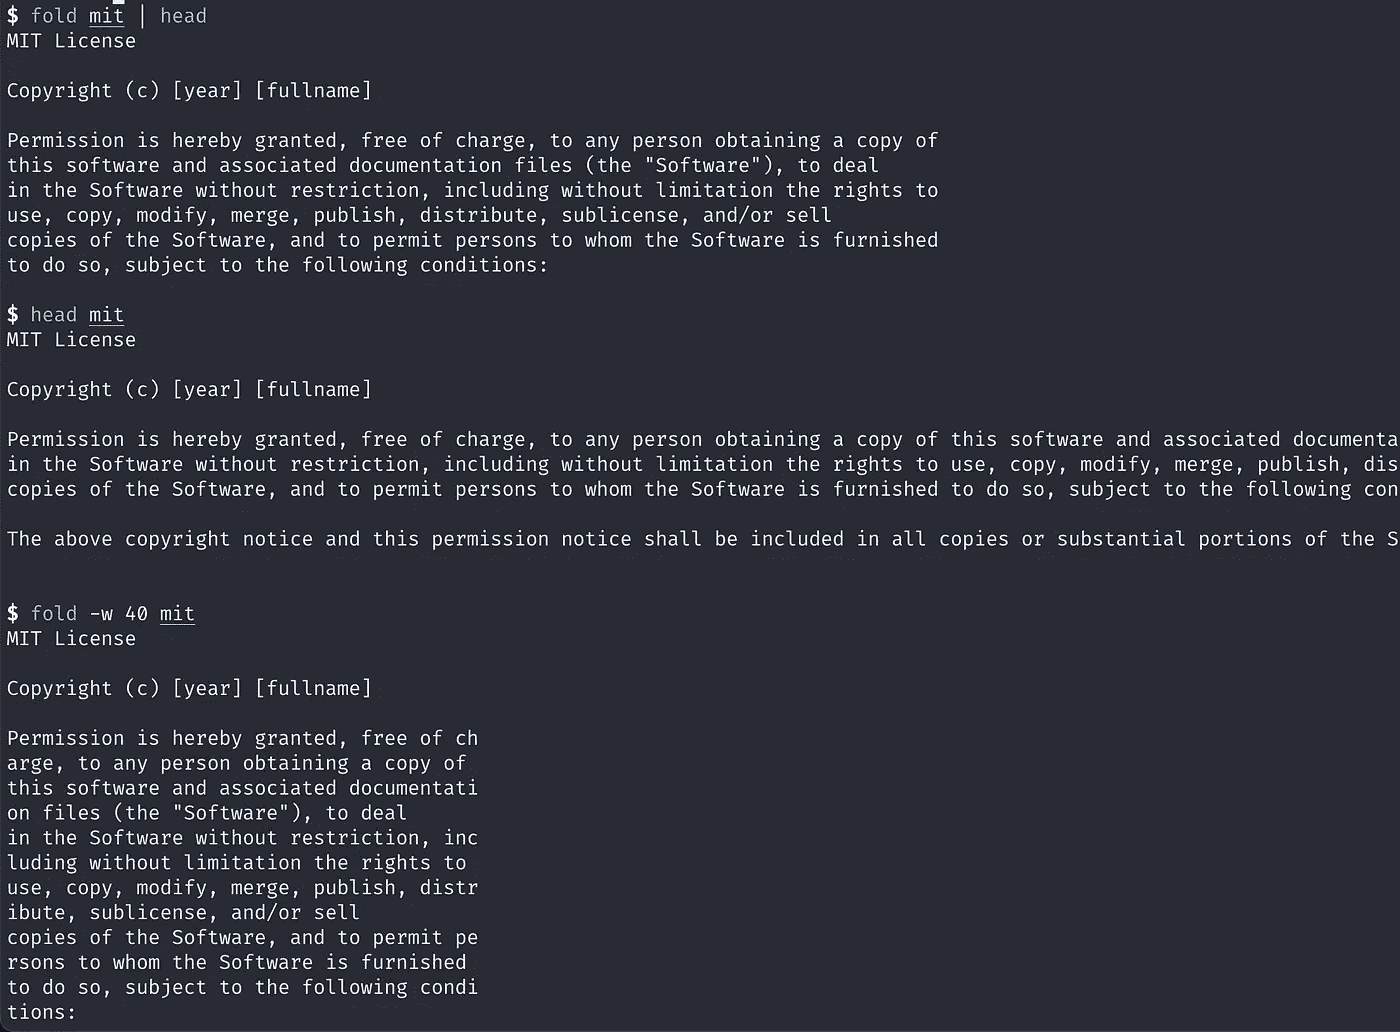 $ fold mit | head
MIT License
Copyright (c) [year] [fullname]
Permission is hereby granted, free of charge, to any person obtaining a copy of
this software and associated documentation files (the "Software"), to deal
in the Software without restriction, including without limitation the rights to
use, copy, modify, merge, publish, distribute, sublicense, and/or sell
copies of the Software, and to permit persons to whom the Software is furnished
to do so, subject to the following conditions:
$ head mit
MIT License
Copyright (c) [year] [fullname]
Permission is hereby granted, free of charge, to any person obtaining a copy of this software and associated documenta
in the Software without restriction, including without limitation the rights to use, copy, modify, merge, publish, dis
copies of the Software, and to permit persons to whom the Software is furnished to do so, subject to the following con
The above copyright notice and this permission notice shall be included in all copies or substantial portions of the S
$ fold -w 40 mit
MIT License
Copyright (c) [year] [fullname]
Permission is hereby granted, free of ch
arge, to any person obtaining a copy of
this software and associated documentati
on files (the "Software"), to deal
in the Software without restriction, inc
luding without limitation the rights to
use, copy, modify, merge, publish, distr
ibute, sublicense, and/or sell
copies of the Software, and to permit pe
rsons to whom the Software is furnished
to do so, subject to the following condi
tions: